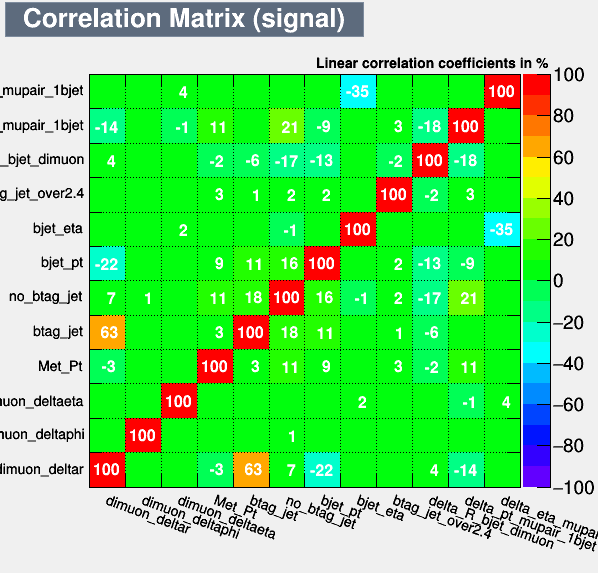 Correlation Matrix (signal)
Linear correlation coefficients in %
_mupair_1bjet 4 -35 100
_mupair_1bjet -14 -1 11 21 -9 3 -18 100
_bjet_dimuon 4 -2 -6 -17 -13 -2 100 -18
g_jet_over2.4 3 1 2 2 100 -2 3
bjet_eta 2 -1 100 -35
bjet_pt -22 9 11 16 100 2 -13 -9
no_btag_jet 7 1 11 18 100 16 -1 2 -17 21
btag_jet 63 3 100 18 11 1 -6
Met_Pt -3 100 3 11 9 3 -2 11
uon_deltaeta 100 2 -1 4
uon_deltaphi 100 1
dimuon_deltar 100 -3 63 7 -22 4 -14
100
80
60
40
20
0
−20
−40
−60
−80
−100
dimuon_deltar
dimuon_deltaphi
dimuon_deltaeta
Met_Pt
btag_jet
no_btag_jet
bjet_pt
bjet_eta
btag_jet_over2.4
delta_R_bjet_dimuon
delta_pt_mupair_1bjet
delta_eta_mupa